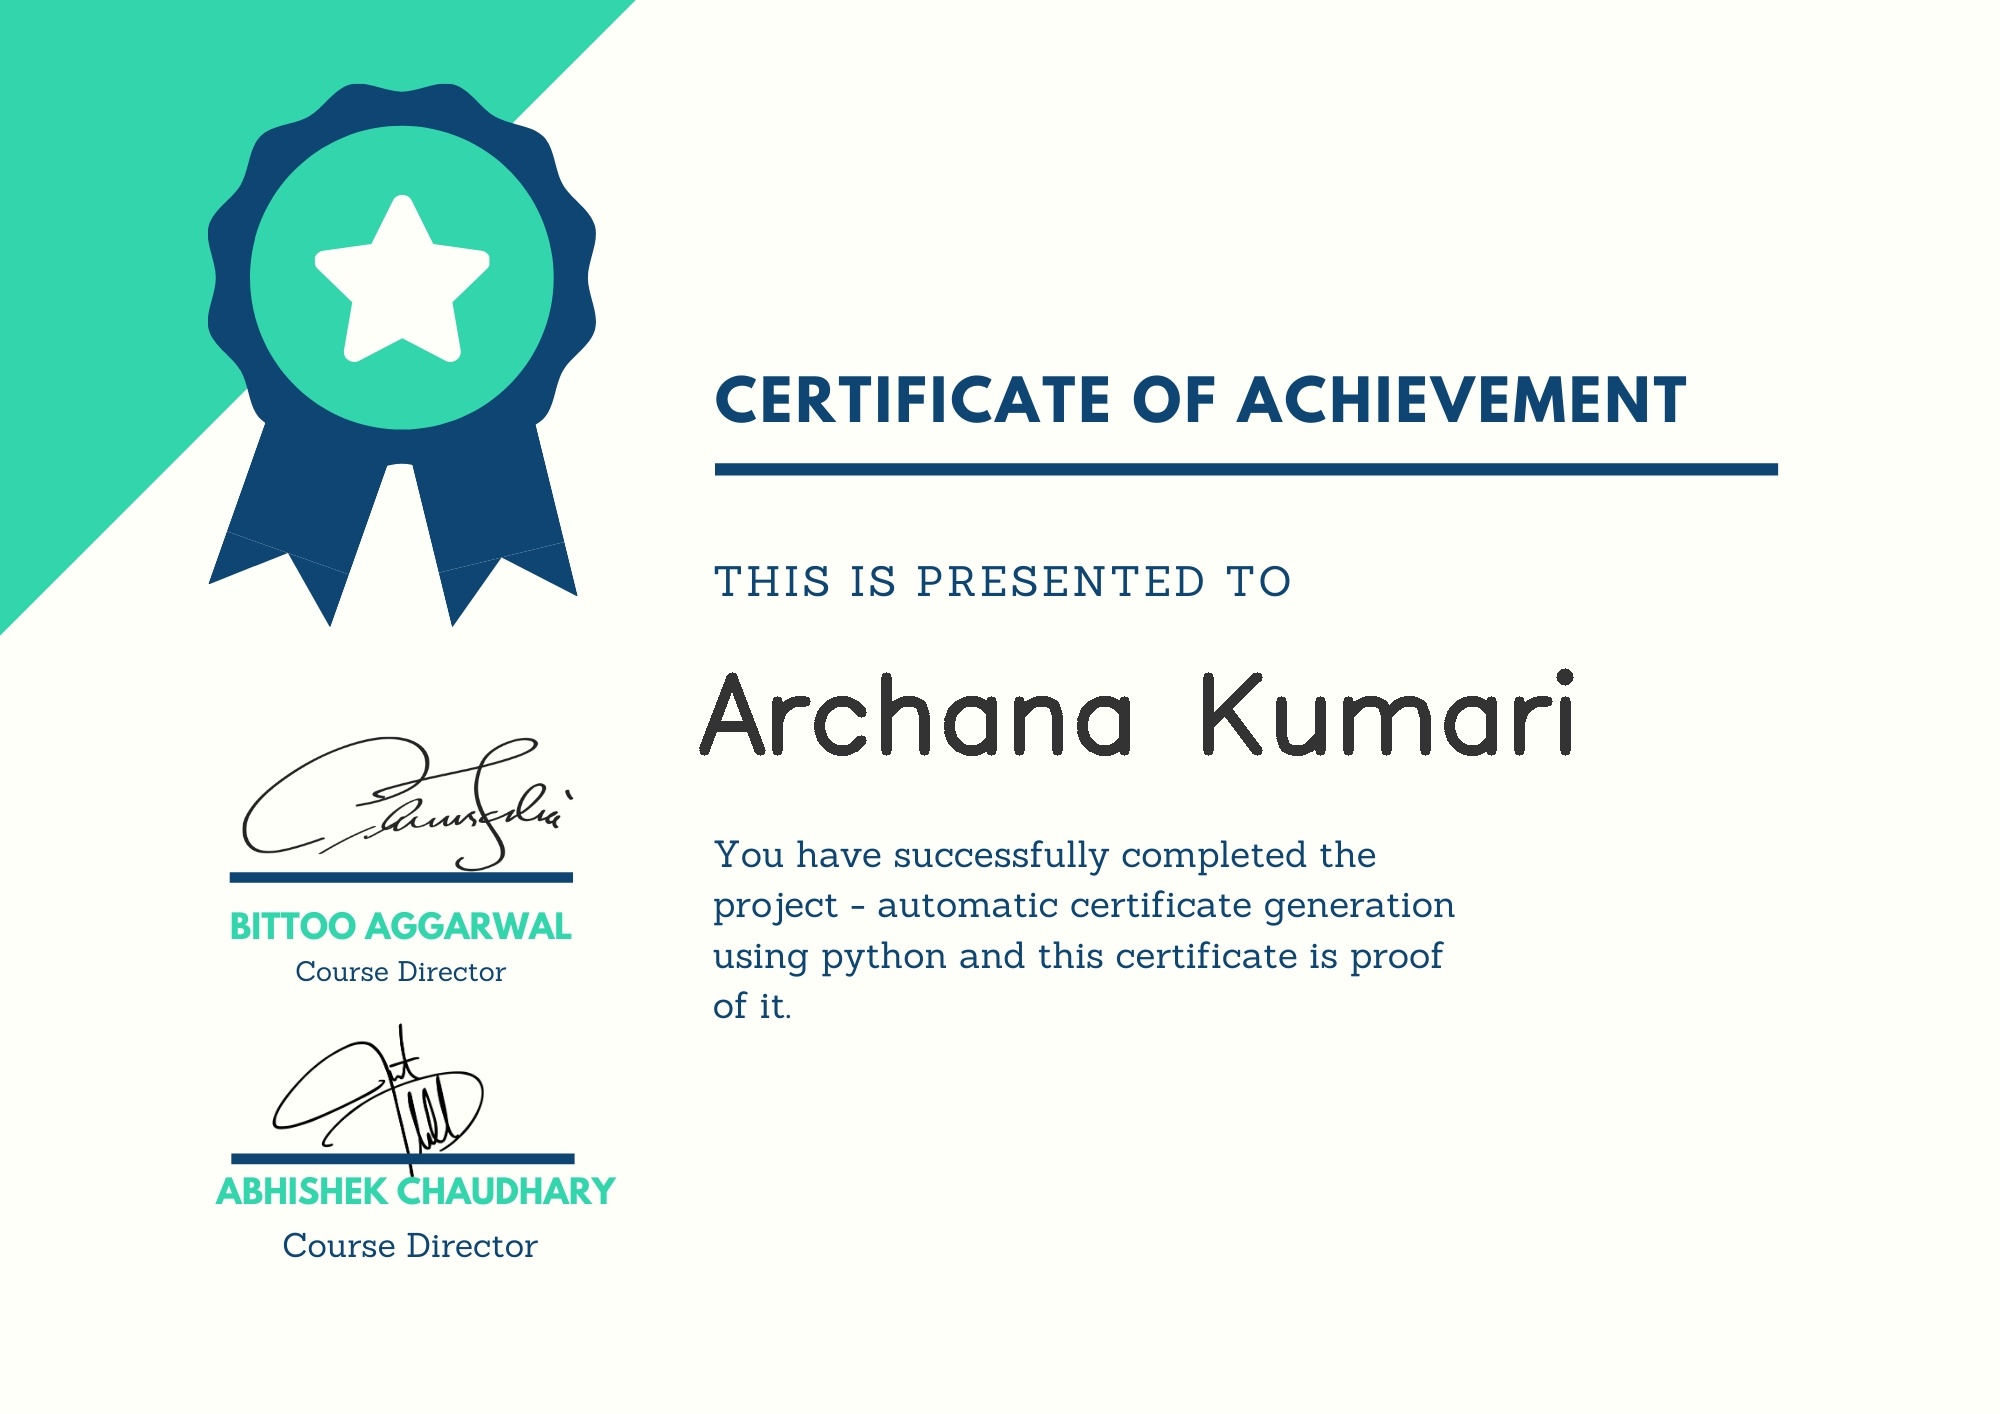 CERTIFICATE OF ACHIEVEMENT
THIS IS PRESENTED TO
Archana Kumari
You have successfully completed the
project - automatic certificate generation
using python and this certificate is proof
of it.
BITTOO AGGARWAL
Course Director
ABHISHEK CHAUDHARY
Course Director